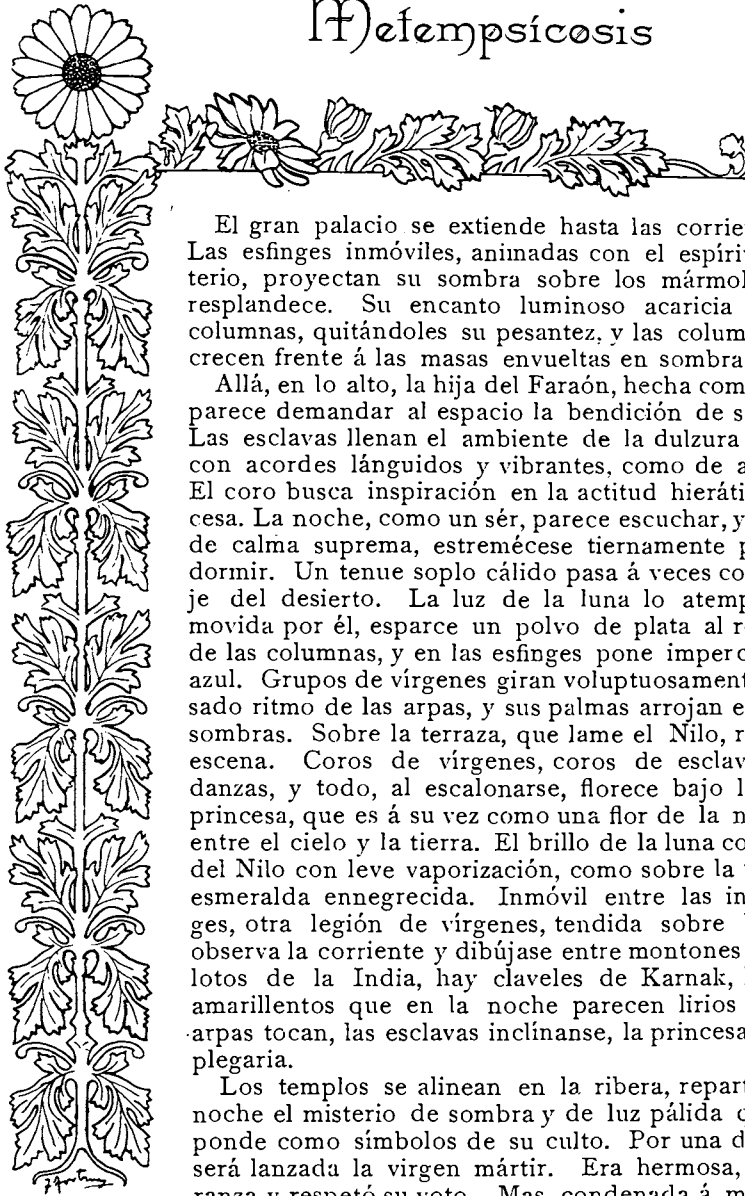 Metempsícosis
El gran palacio se extiende hasta las corrie
Las esfinges inmóviles, animadas con el espíri
terio, proyectan su sombra sobre los mármol
resplandece. Su encanto luminoso acaricia
columnas, quitándoles su pesantez, y las colum
crecen frente á las masas envueltas en sombra
Allá, en lo alto, la hija del Faraón, hecha com
parece demandar al espacio la bendición de s
Las esclavas llenan el ambiente de la dulzura
con acordes lánguidos y vibrantes, como de a
El coro busca inspiración en la actitud hieráti
cesa. La noche, como un sér, parece escuchar, y
de calma suprema, estremécese tiernamente p
dormir. Un tenue soplo cálido pasa á veces co
je del desierto. La luz de la luna lo atemp
movida por él, esparce un polvo de plata al r
de las columnas, y en las esfinges pone imperc
azul. Grupos de vírgenes giran voluptuosament
sado ritmo de las arpas, y sus palmas arrojan e
sombras. Sobre la terraza, que lame el Nilo, r
escena. Coros de vírgenes, coros de esclav
danzas, y todo, al escalonarse, florece bajo l
princesa, que es á su vez como una flor de la n
entre el cielo y la tierra. El brillo de la luna co
del Nilo con leve vaporización, como sobre la
esmeralda ennegrecida. Inmóvil entre las in
ges, otra legión de vírgenes, tendida sobre
observa la corriente y dibújase entre montones
lotos de la India, hay claveles de Karnak,
amarillentos que en la noche parecen lirios
arpas tocan, las esclavas inclínanse, la princesa
plegaria.
Los templos se alinean en la ribera, repart
noche el misterio de sombra y de luz pálida q
ponde como símbolos de su culto. Por una d
será lanzada la virgen mártir. Era hermosa,
ranza y respetó su voto. Mas condenada á m